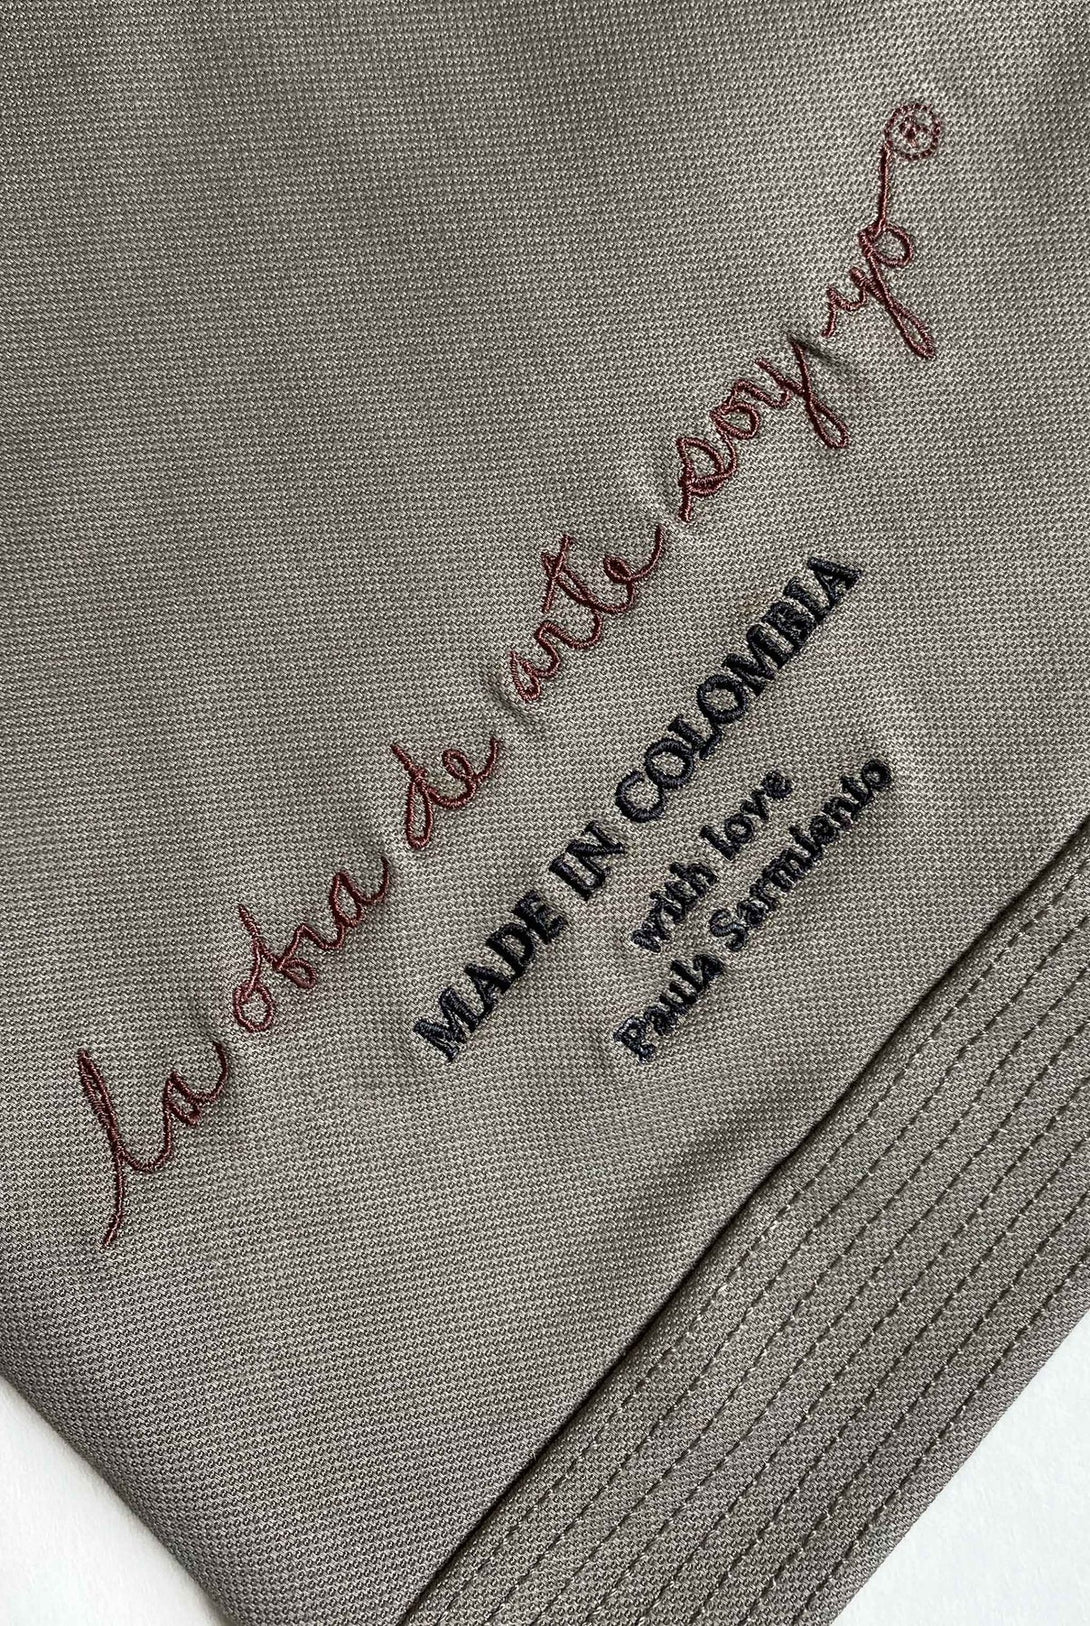 la obra de arte soy yo®
MADE IN COLOMBIA
with love
Paula Sarmiento